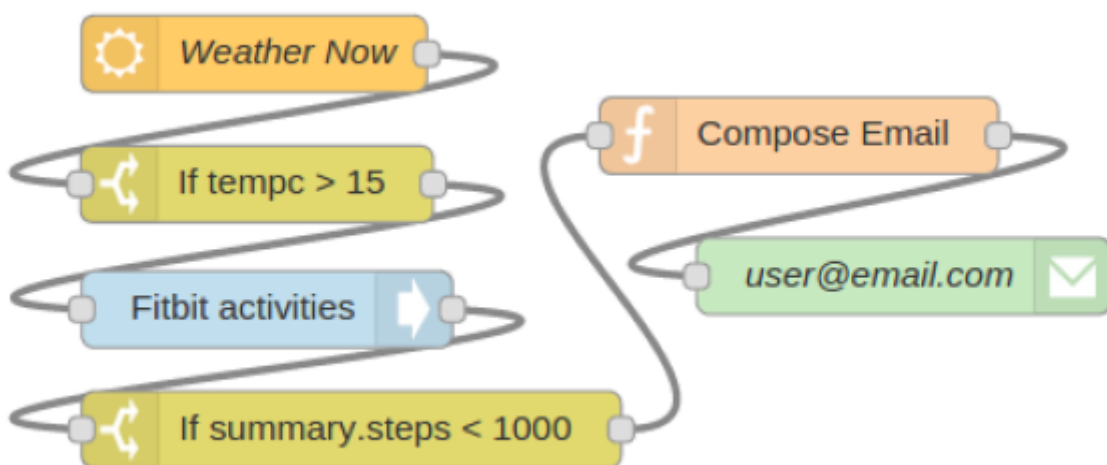 Weather Now
If tempc > 15
Fitbit activities
If summary.steps < 1000
Compose Email
user@email.com